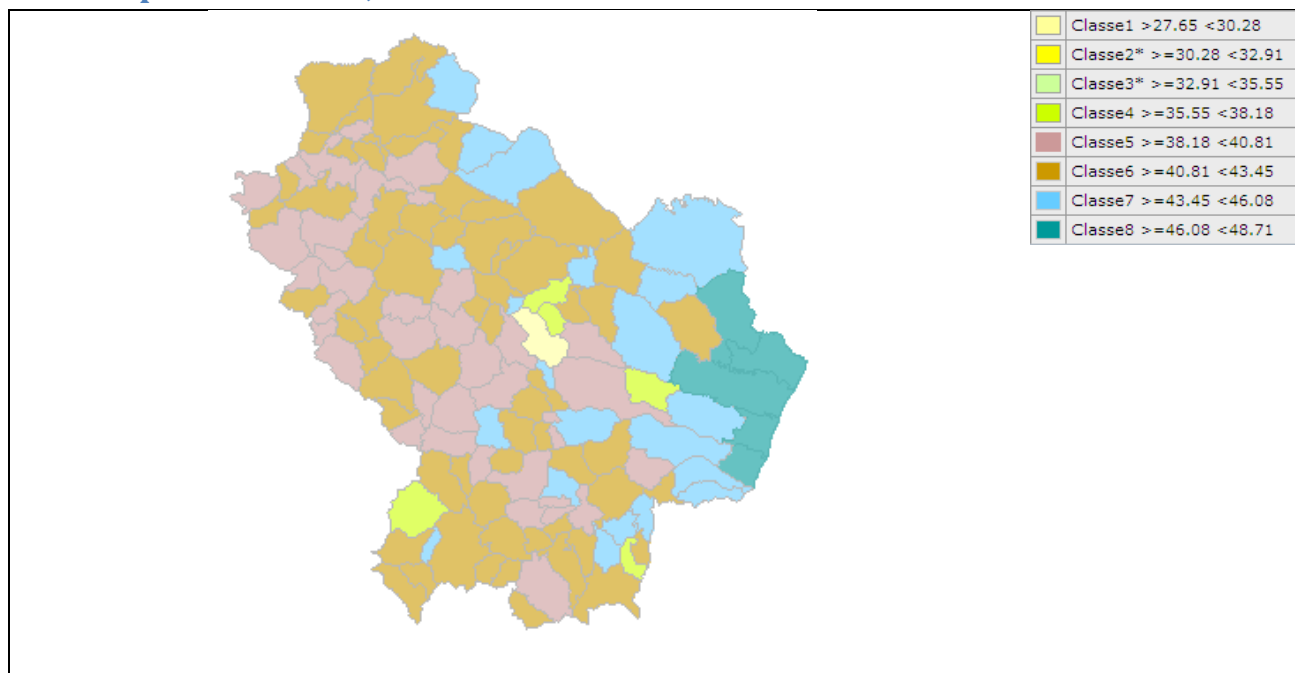 Classe1 >27.65 <30.28
Classe2* >=30.28 <32.91
Classe3* >=32.91 <35.55
Classe4 >=35.55 <38.18
Classe5 >=38.18 <40.81
Classe6 >=40.81 <43.45
Classe7 >=43.45 <46.08
Classe8 >=46.08 <48.71